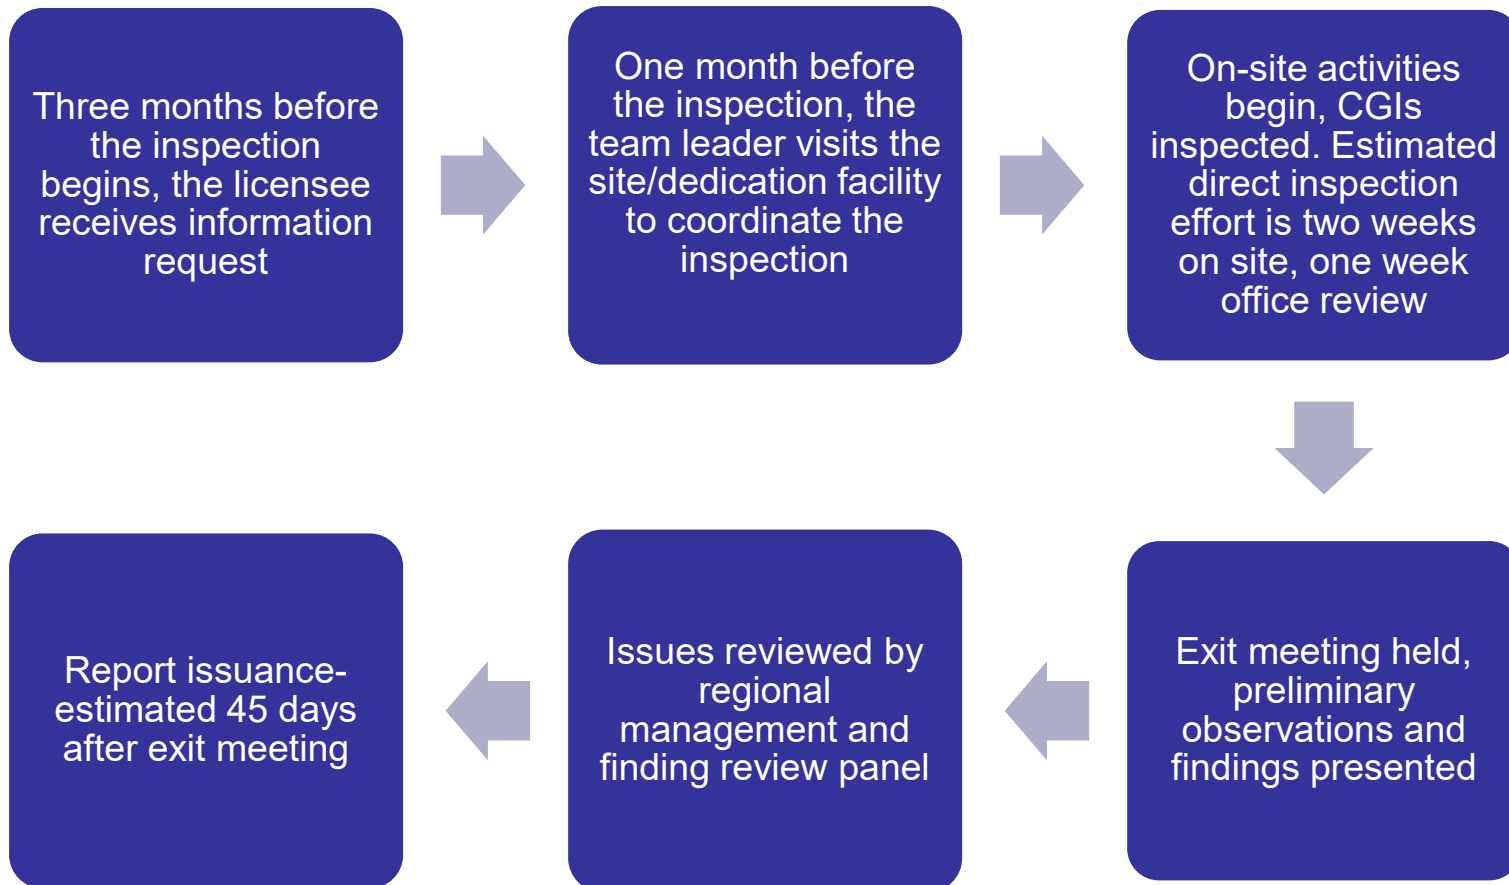 Three months before
the inspection
begins, the licensee
receives information
request
One month before
the inspection, the
team leader visits the
site/dedication facility
to coordinate the
inspection
On-site activities
begin, CGIs
inspected. Estimated
direct inspection
effort is two weeks
on site, one week
office review
Exit meeting held,
preliminary
observations and
findings presented
Issues reviewed by
regional
management and
finding review panel
Report issuance-
estimated 45 days
after exit meeting